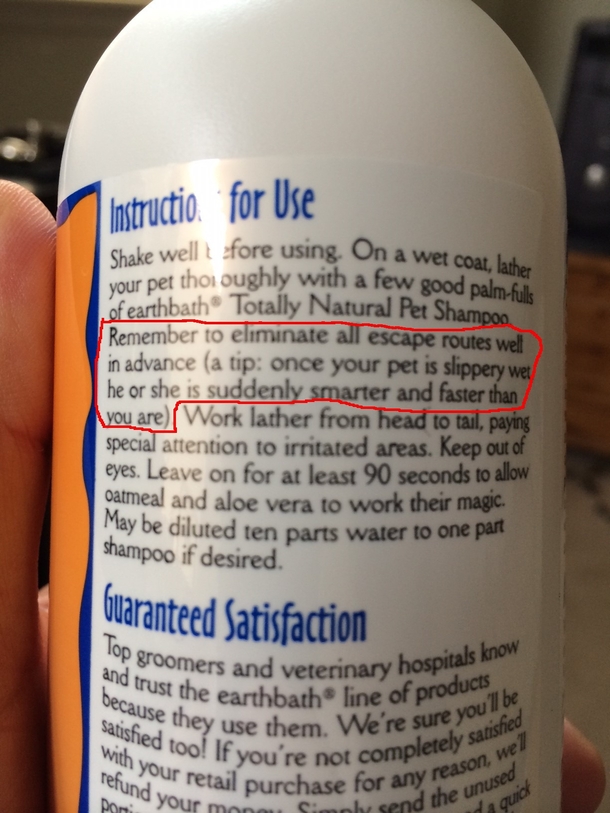 Instructions for Use
Shake well before using. On a wet coat, lather
your pet thoroughly with a few good palm-fulls
of earthbath® Totally Natural Pet Shampoo.
Remember to eliminate all escape routes well
in advance (a tip: once your pet is slippery wet
he or she is suddenly smarter and faster than
you are). Work lather from head to tail, paying
special attention to irritated areas. Keep out of
eyes. Leave on for at least 90 seconds to allow
oatmeal and aloe vera to work their magic.
May be diluted ten parts water to one part
shampoo if desired.
Guaranteed Satisfaction
Top groomers and veterinary hospitals know
and trust the earthbath® line of products
because they use them. We're sure you'll be
satisfied too! If you're not completely satisfied
with your retail purchase for any reason, we'll
refund your money. Simply send the unused
a quick